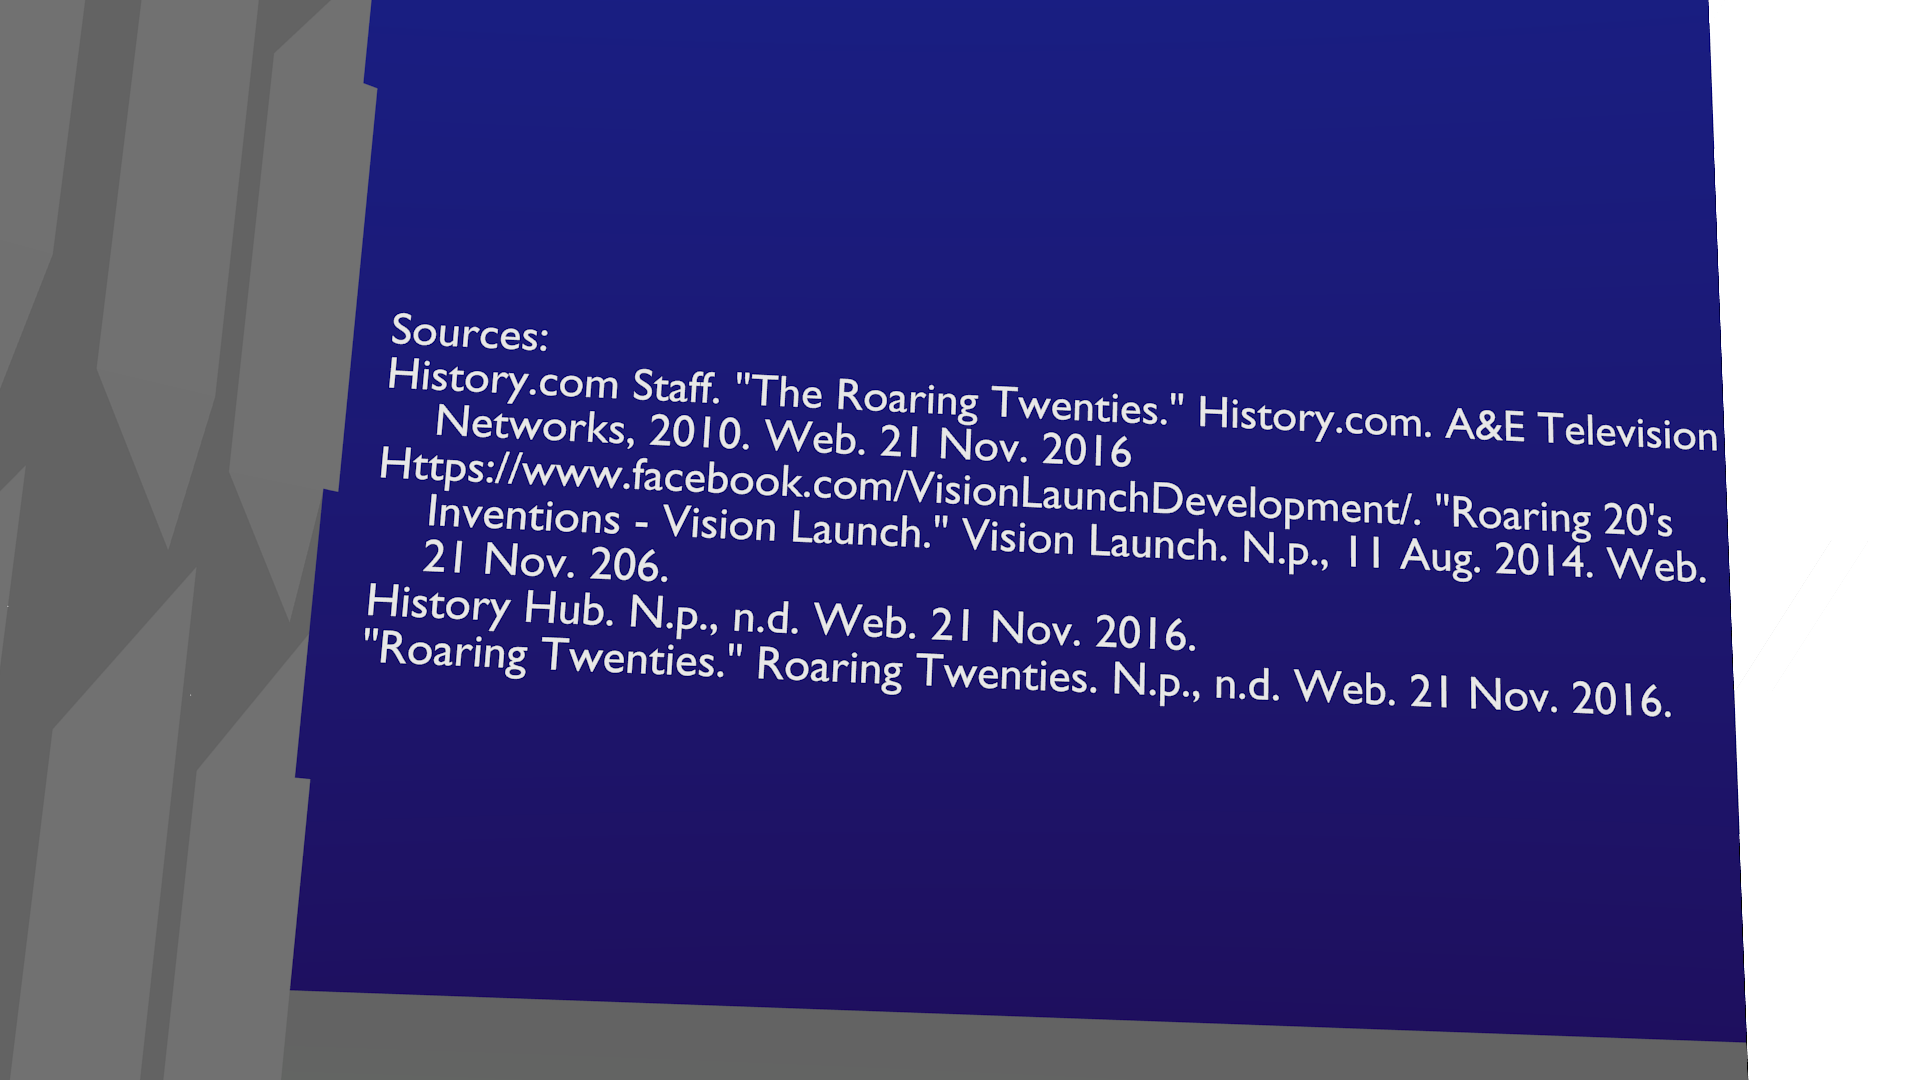 Sources:
History.com Staff. "The Roaring Twenties." History.com. A&E Television
Networks, 2010. Web. 21 Nov. 2016
Https://www.facebook.com/VisionLaunchDevelopment/. "Roaring 20's
Inventions - Vision Launch." Vision Launch. N.p., 11 Aug. 2014. Web.
21 Nov. 206.
History Hub. N.p., n.d. Web. 21 Nov. 2016.
"Roaring Twenties." Roaring Twenties. N.p., n.d. Web. 21 Nov. 2016.